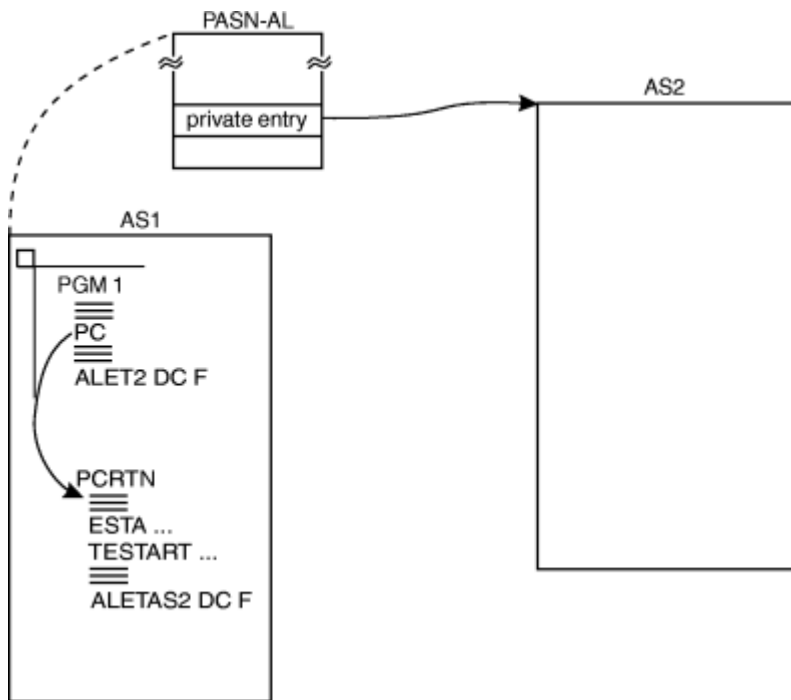 PASN-AL
private entry
AS2
AS1
PGM 1
PC
ALET2 DC F
PCRTN
ESTA ...
TESTART ...
ALETAS2 DC F